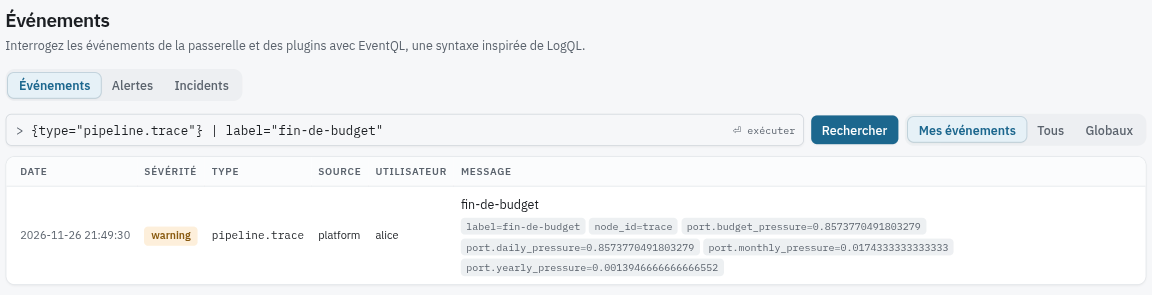 Événements
Interrogez les événements de la passerelle et des plugins avec EventQL, une syntaxe inspirée de LogQL.
Événements Alertes Incidents
> {type="pipeline.trace"} | label="fin-de-budget" ⏎ exécuter Rechercher Mes événements Tous Globaux
DATE SÉVÉRITÉ TYPE SOURCE UTILISATEUR MESSAGE
fin-de-budget
label=fin-de-budget node_id=trace port.budget_pressure=0.8573770491803279
2026-11-26 21:49:30 warning pipeline.trace platform alice
port.daily_pressure=0.8573770491803279 port.monthly_pressure=0.0174333333333333
port.yearly_pressure=0.0013946666666666552